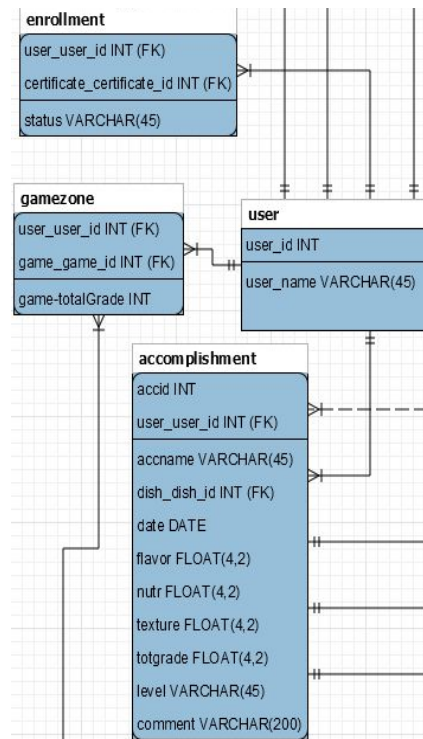 enrollment
user_user_id INT (FK)
certificate_certificate_id INT (FK)
status VARCHAR(45)
gamezone
user_user_id INT (FK)
game_game_id INT (FK)
game-totalGrade INT
user
user_id INT
user_name VARCHAR(45)
accomplishment
accid INT
user_user_id INT (FK)
accname VARCHAR(45)
dish_dish_id INT (FK)
date DATE
flavor FLOAT(4,2)
nutr FLOAT(4,2)
texture FLOAT(4,2)
totgrade FLOAT(4,2)
level VARCHAR(45)
comment VARCHAR(200)